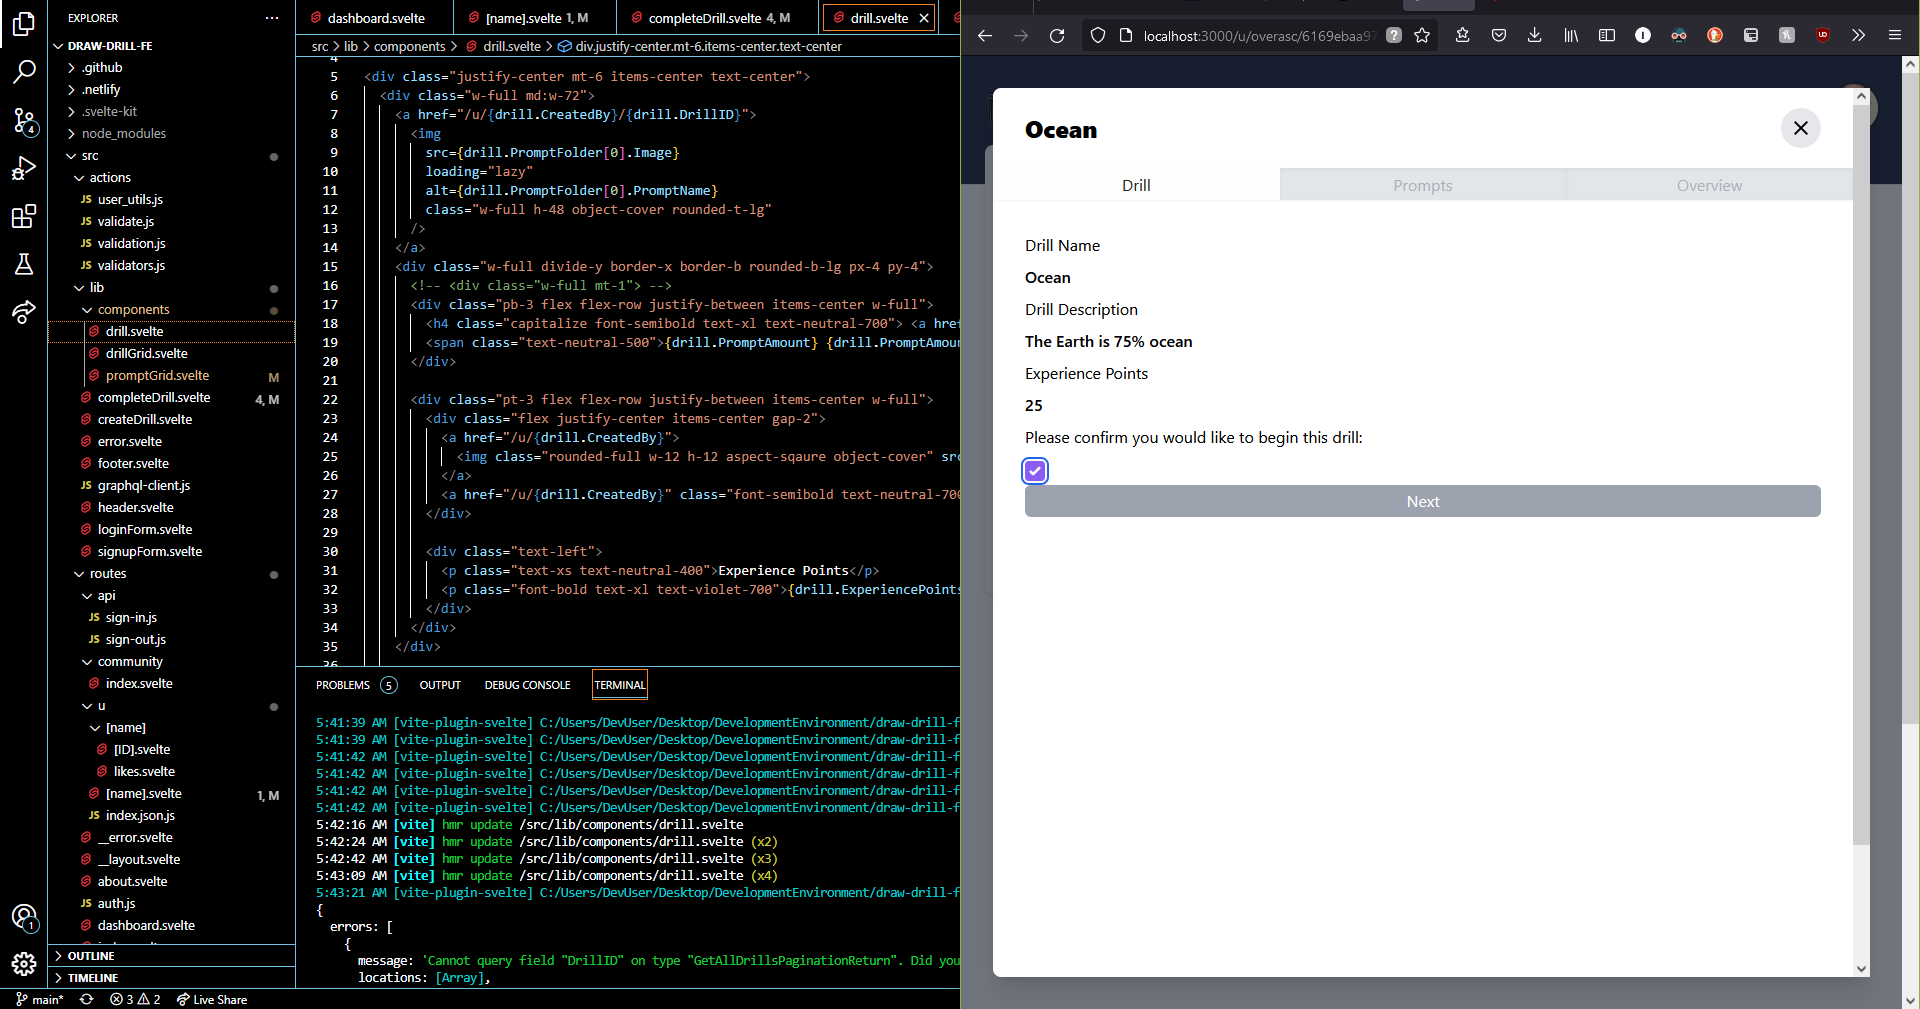 EXPLORER
DRAW-DRILL-FE
.github
.netlify
.svelte-kit
node_modules
src
actions
JS user_utils.js
JS validate.js
JS validation.js
JS validators.js
lib
components
drill.svelte
drillGrid.svelte
promptGrid.svelte M
completeDrill.svelte 4, M
createDrill.svelte
error.svelte
footer.svelte
JS graphql-client.js
header.svelte
loginForm.svelte
signupForm.svelte
routes
api
JS sign-in.js
JS sign-out.js
community
index.svelte
u
[name]
[ID].svelte
likes.svelte
[name].svelte 1, M
JS index.json.js
__error.svelte
__layout.svelte
about.svelte
JS auth.js
dashboard.svelte
OUTLINE
TIMELINE
4
1
main* 3 2 Live Share
dashboard.svelte [name].svelte 1, M completeDrill.svelte 4, M drill.svelte
src > lib > components > drill.svelte > div.justify-center.mt-6.items-center.text-center
4
5 <div class="justify-center mt-6 items-center text-center">
6 <div class="w-full md:w-72">
7 <a href="/u/{drill.CreatedBy}/{drill.DrillID}">
8 <img
9 src={drill.PromptFolder[0].Image}
10 loading="lazy"
11 alt={drill.PromptFolder[0].PromptName}
12 class="w-full h-48 object-cover rounded-t-lg"
13 />
14 </a>
15 <div class="w-full divide-y border-x border-b rounded-b-lg px-4 py-4">
16 <!-- <div class="w-full mt-1"> -->
17 <div class="pb-3 flex flex-row justify-between items-center w-full">
18 <h4 class="capitalize font-semibold text-xl text-neutral-700"> <a href
19 <span class="text-neutral-500">{drill.PromptAmount} {drill.PromptAmoun
20 </div>
21
22 <div class="pt-3 flex flex-row justify-between items-center w-full">
23 <div class="flex justify-center items-center gap-2">
24 <a href="/u/{drill.CreatedBy}">
25 <img class="rounded-full w-12 h-12 aspect-sqaure object-cover" src
26 </a>
27 <a href="/u/{drill.CreatedBy}" class="font-semibold text-neutral-700
28 </div>
29
30 <div class="text-left">
31 <p class="text-xs text-neutral-400">Experience Points</p>
32 <p class="font-bold text-xl text-violet-700">{drill.ExperiencePoints
33 </div>
34 </div>
35 </div>
36
PROBLEMS 5 OUTPUT DEBUG CONSOLE TERMINAL
5:41:39 AM [vite-plugin-svelte] C:/Users/DevUser/Desktop/DevelopmentEnvironment/draw-drill-f
5:41:39 AM [vite-plugin-svelte] C:/Users/DevUser/Desktop/DevelopmentEnvironment/draw-drill-f
5:41:42 AM [vite-plugin-svelte] C:/Users/DevUser/Desktop/DevelopmentEnvironment/draw-drill-f
5:41:42 AM [vite-plugin-svelte] C:/Users/DevUser/Desktop/DevelopmentEnvironment/draw-drill-f
5:41:42 AM [vite-plugin-svelte] C:/Users/DevUser/Desktop/DevelopmentEnvironment/draw-drill-f
5:41:42 AM [vite-plugin-svelte] C:/Users/DevUser/Desktop/DevelopmentEnvironment/draw-drill-f
5:42:16 AM [vite] hmr update /src/lib/components/drill.svelte
5:42:24 AM [vite] hmr update /src/lib/components/drill.svelte (x2)
5:42:42 AM [vite] hmr update /src/lib/components/drill.svelte (x3)
5:43:09 AM [vite] hmr update /src/lib/components/drill.svelte (x4)
5:43:21 AM [vite-plugin-svelte] C:/Users/DevUser/Desktop/DevelopmentEnvironment/draw-drill-f
{
errors: [
{
message: 'Cannot query field "DrillID" on type "GetAllDrillsPaginationReturn". Did you
locations: [Array],
localhost:3000/u/overasc/6169ebaa97
Ocean
Drill Prompts Overview
Drill Name
Ocean
Drill Description
The Earth is 75% ocean
Experience Points
25
Please confirm you would like to begin this drill:
Next